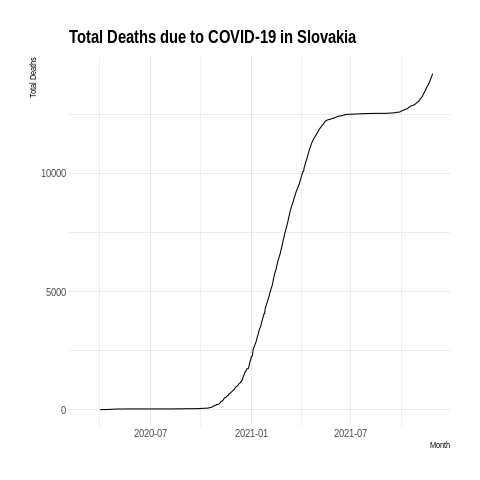 Total Deaths due to COVID-19 in Slovakia
Total Deaths
10000
5000
0
2020-07
2021-01
2021-07
Month